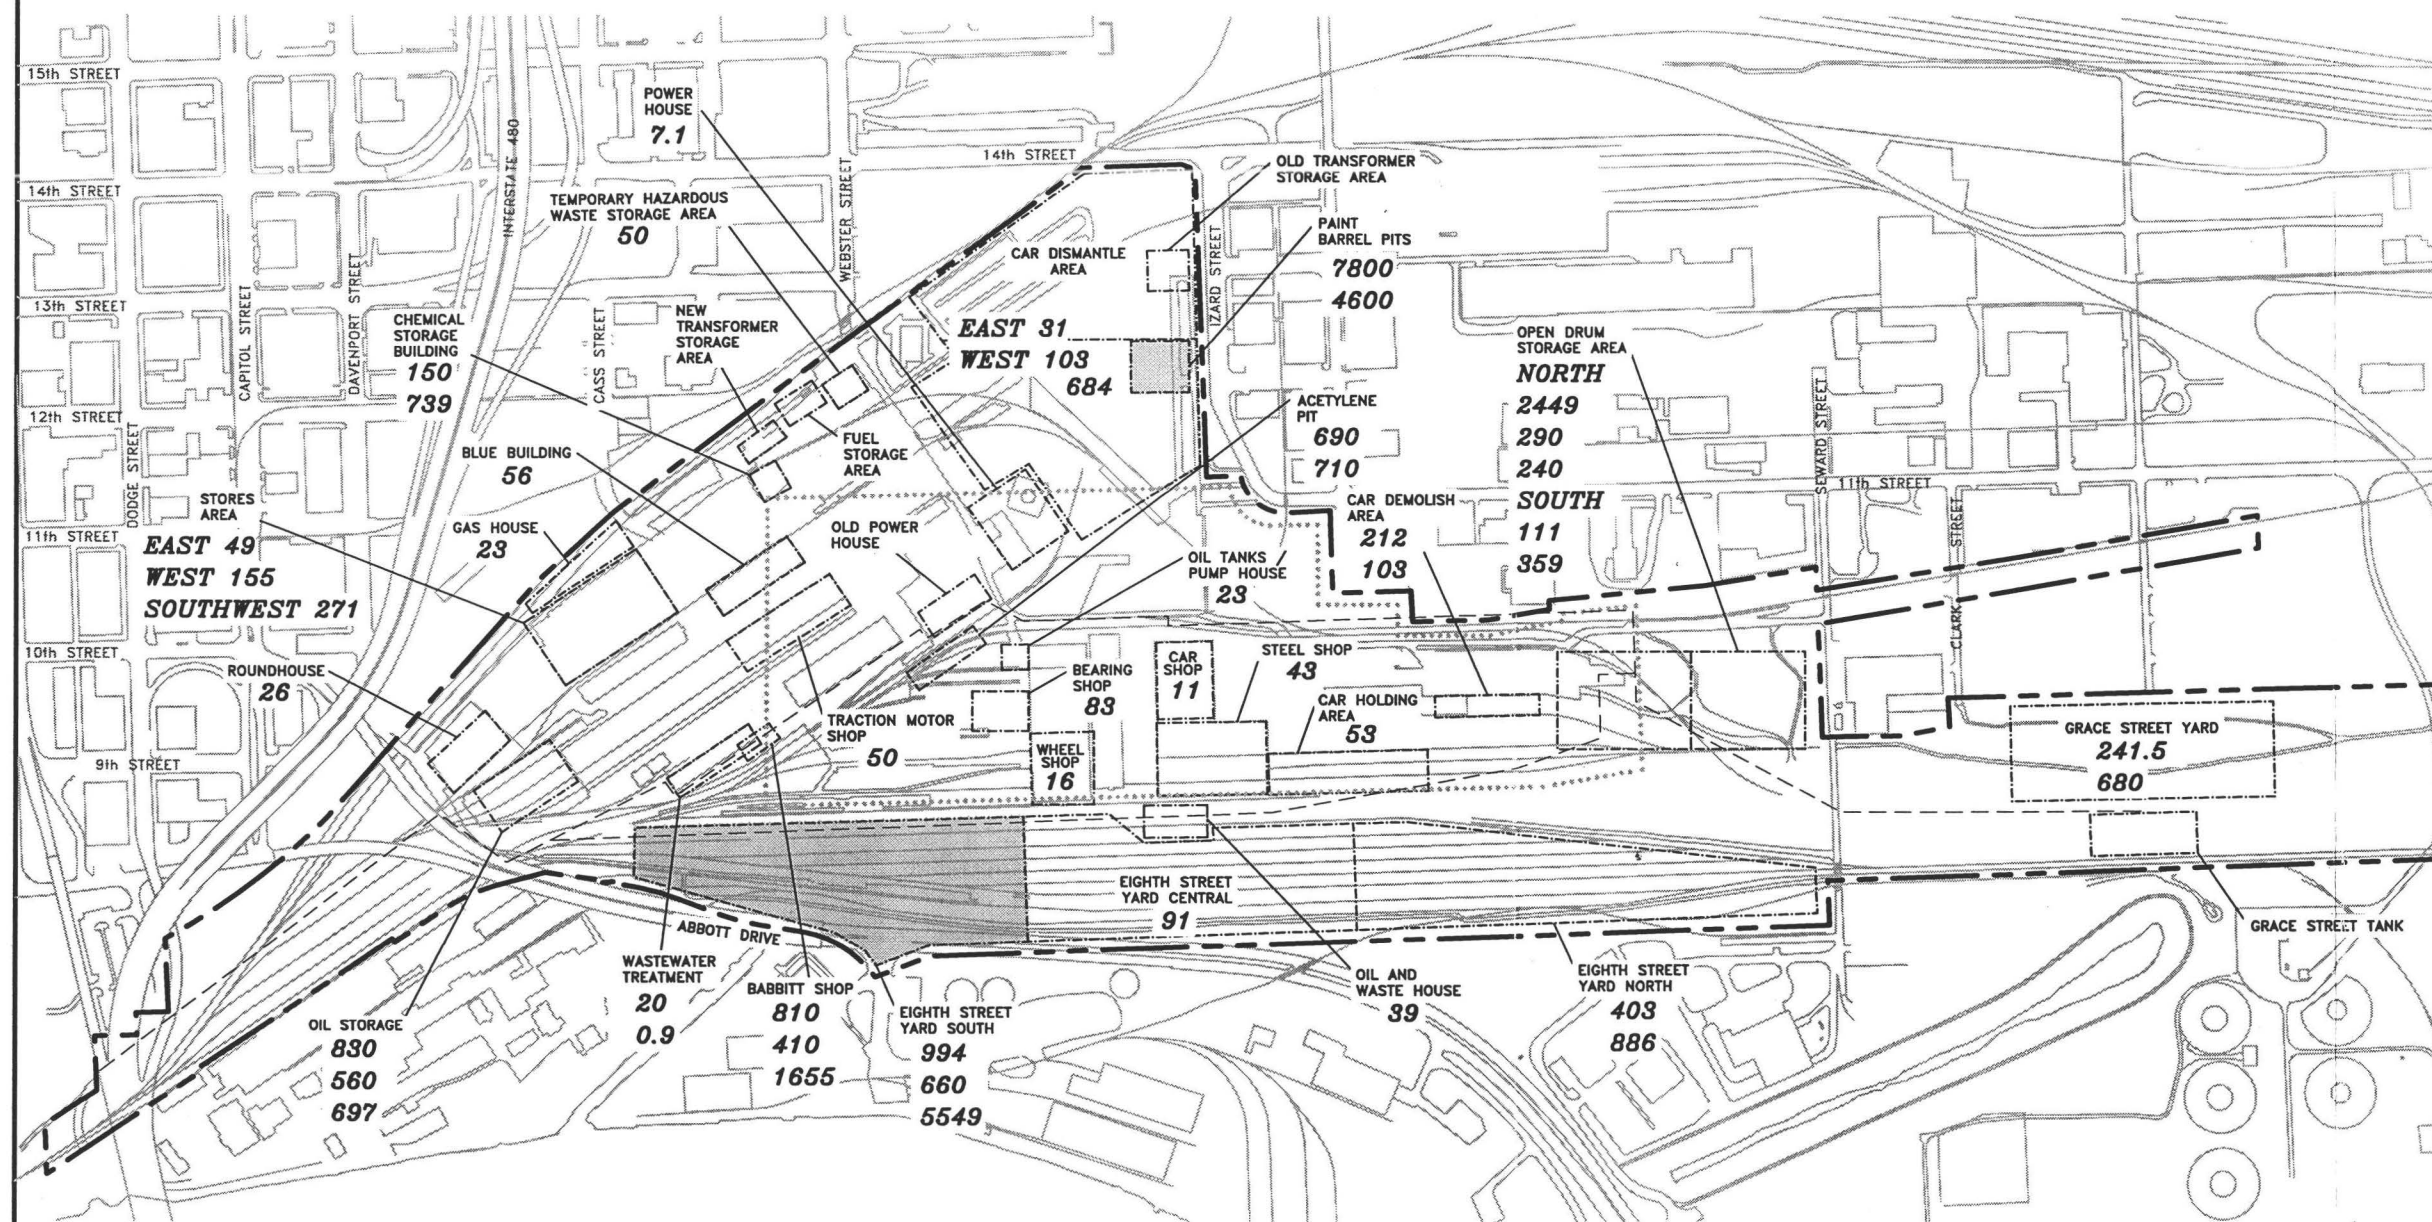 15th STREET
14th STREET
13th STREET
12th STREET
11th STREET
10th STREET
9th STREET
DODGE STREET
CAPITOL STREET
DAVENPORT STREET
INTERSTATE 480
CASS STREET
WEBSTER STREET
14th STREET
IZARD STREET
SEWARD STREET
11th STREET
CLARK STREET
ABBOTT DRIVE
POWER
HOUSE
7.1
TEMPORARY HAZARDOUS
WASTE STORAGE AREA
50
NEW
TRANSFORMER
STORAGE
AREA
CHEMICAL
STORAGE
BUILDING
150
739
BLUE BUILDING
56
STORES
AREA
EAST 49
WEST 155
SOUTHWEST 271
GAS HOUSE
23
ROUNDHOUSE
26
FUEL
STORAGE
AREA
OLD POWER
HOUSE
CAR DISMANTLE
AREA
EAST 31
WEST 103
684
OLD TRANSFORMER
STORAGE AREA
PAINT
BARREL PITS
7800
4600
ACETYLENE
PIT
690
710
OPEN DRUM
STORAGE AREA
NORTH
2449
290
240
SOUTH
111
359
CAR DEMOLISH
AREA
212
103
OIL TANKS
PUMP HOUSE
23
BEARING
SHOP
83
CAR
SHOP
11
STEEL SHOP
43
CAR HOLDING
AREA
53
TRACTION MOTOR
SHOP
50
WHEEL
SHOP
16
GRACE STREET YARD
241.5
680
EIGHTH STREET
YARD CENTRAL
91
GRACE STREET TANK
OIL STORAGE
830
560
697
WASTEWATER
TREATMENT
20
0.9
BABBITT SHOP
810
410
1655
EIGHTH STREET
YARD SOUTH
994
660
5549
OIL AND
WASTE HOUSE
39
EIGHTH STREET
YARD NORTH
403
886